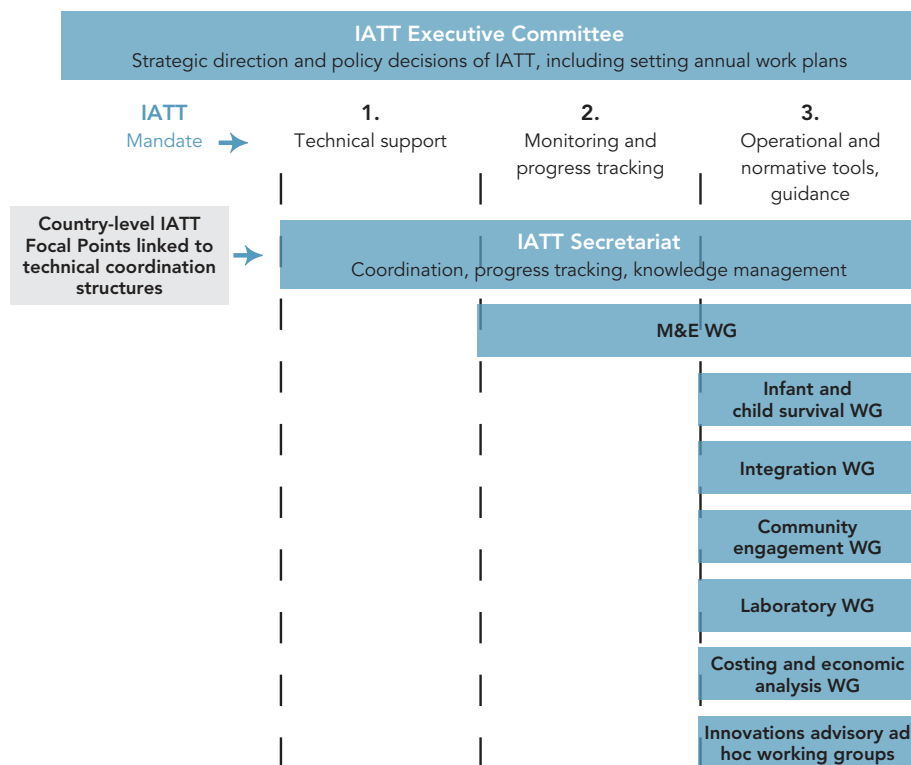 IATT Executive Committee
Strategic direction and policy decisions of IATT, including setting annual work plans
IATT
Mandate
1.
Technical support
2.
Monitoring and
progress tracking
3.
Operational and
normative tools,
guidance
Country-level IATT
Focal Points linked to
technical coordination
structures
IATT Secretariat
Coordination, progress tracking, knowledge management
M&E WG
Infant and
child survival WG
Integration WG
Community
engagement WG
Laboratory WG
Costing and economic
analysis WG
Innovations advisory ad
hoc working groups